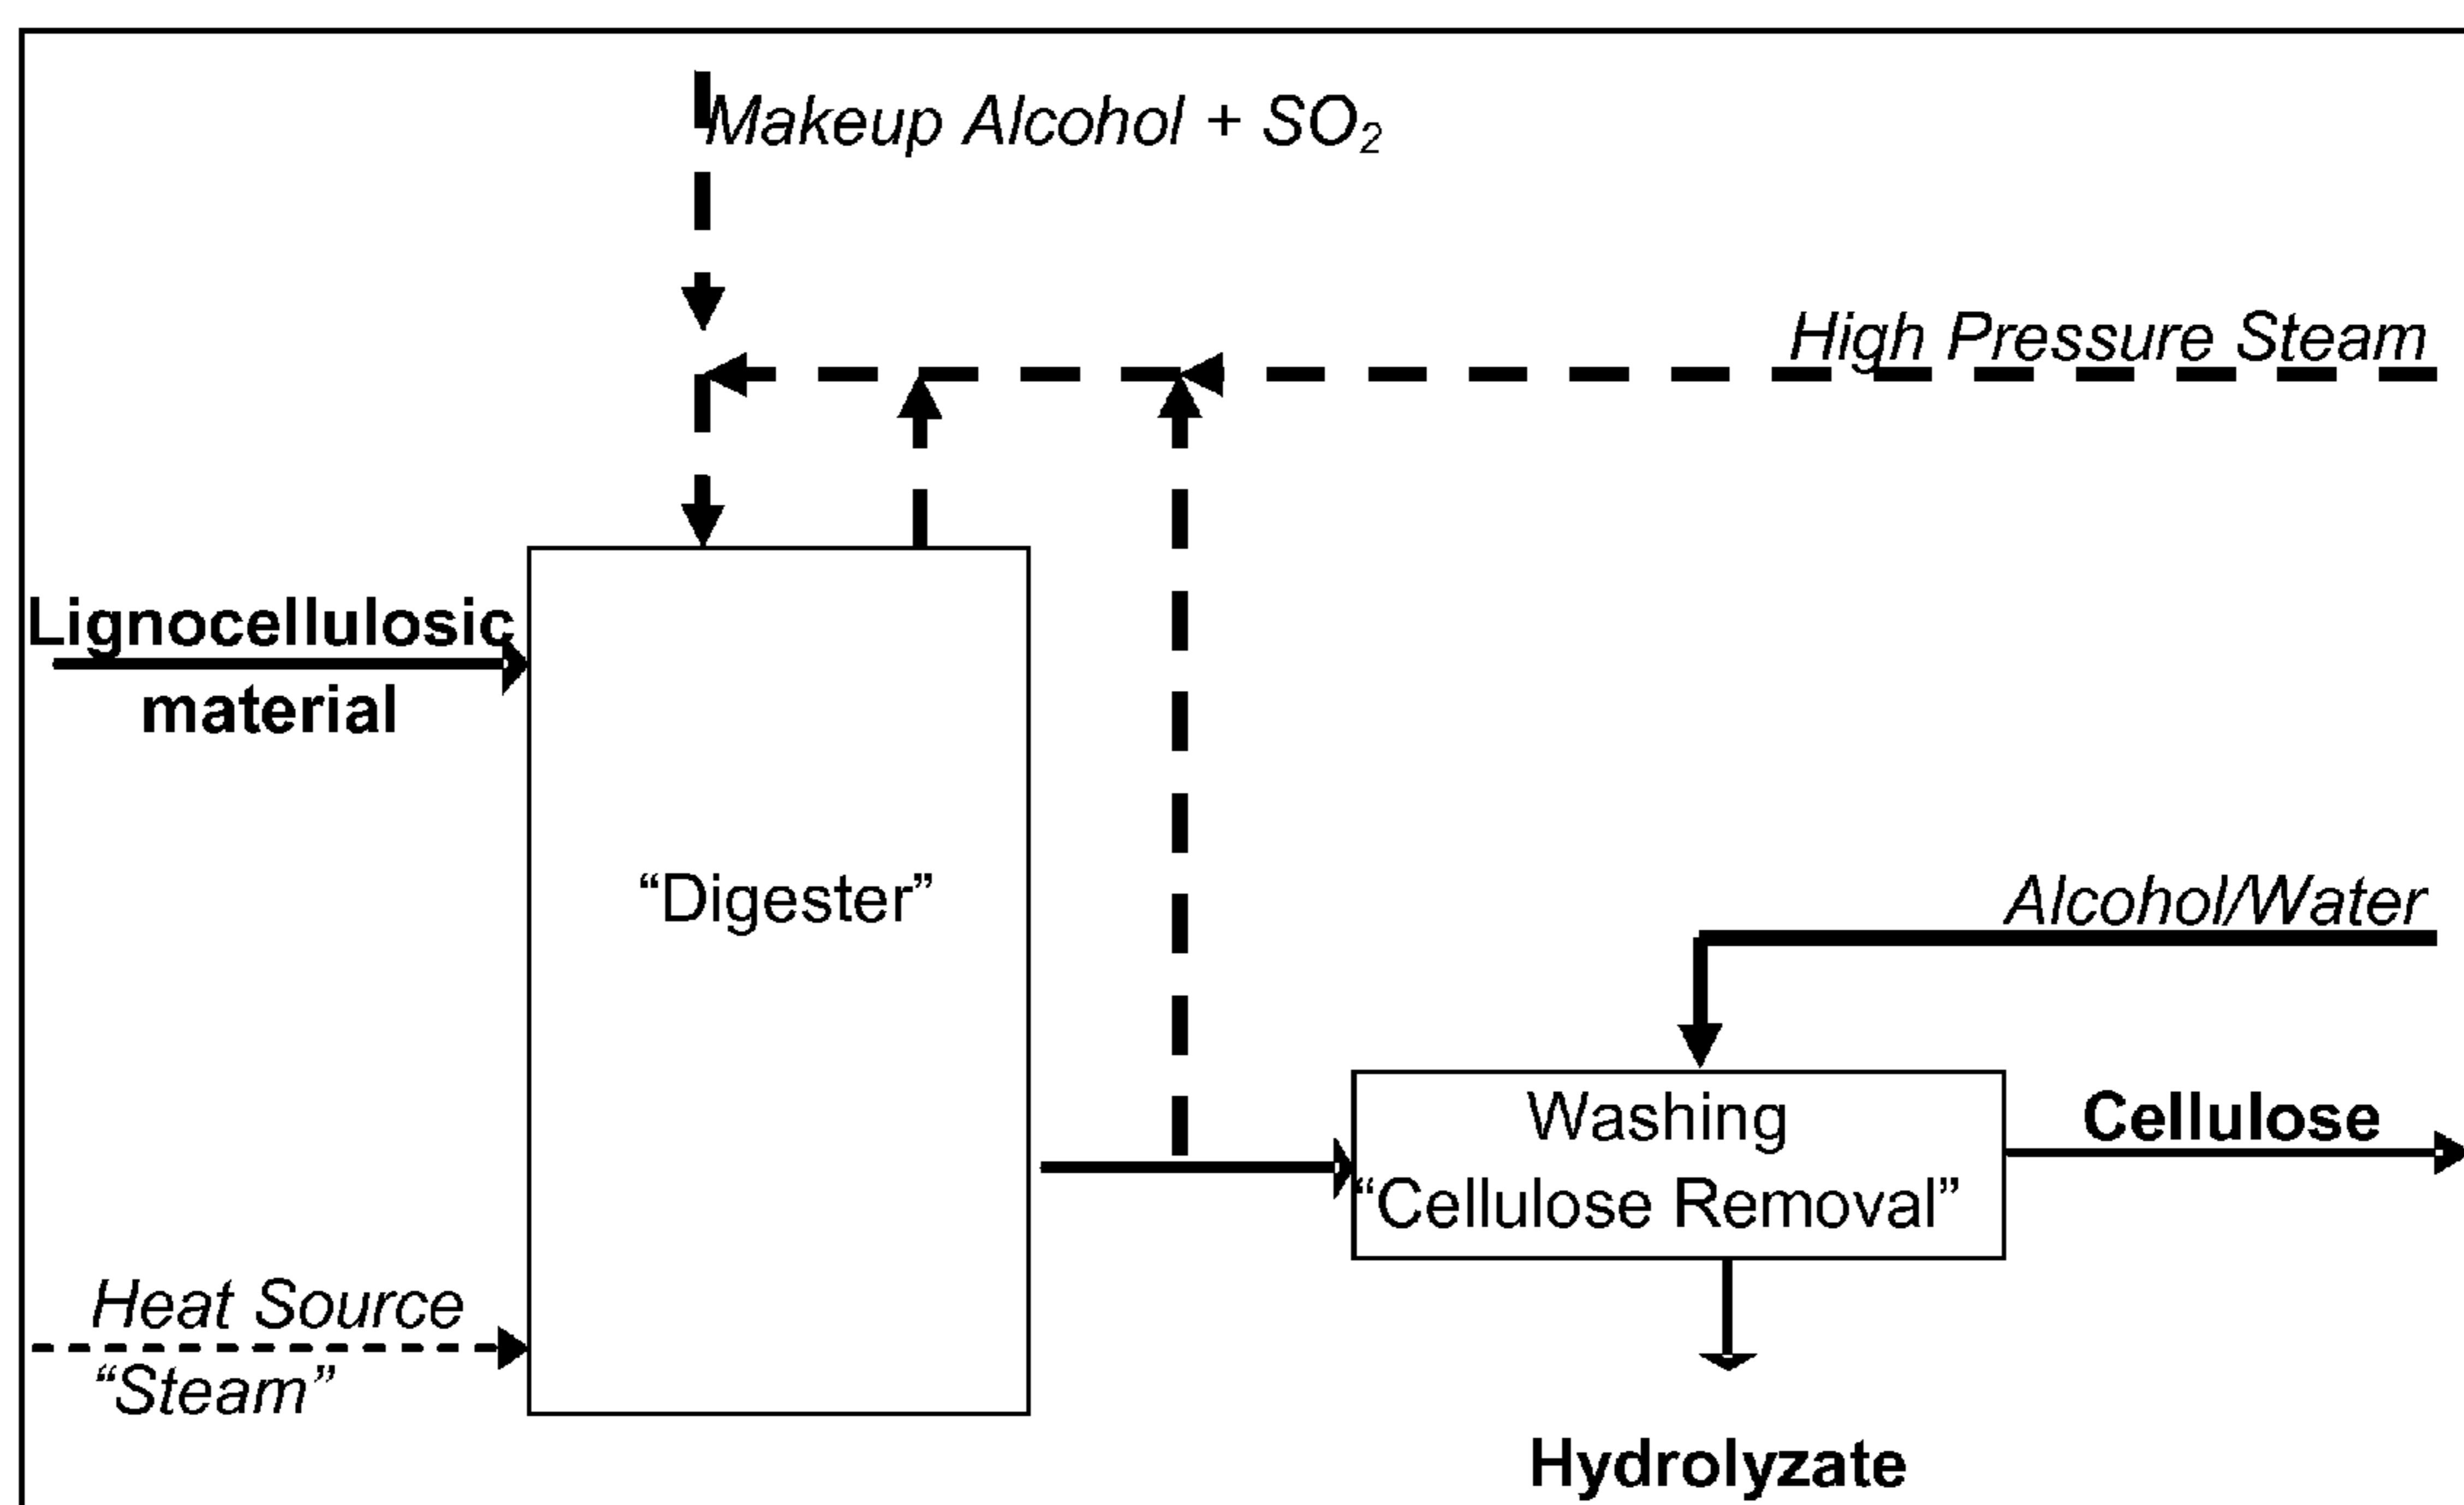 Makeup Alcohol + SO₂
High Pressure Steam
Lignocellulosic
material
“Digester”
Alcohol/Water
Washing
“Cellulose Removal”
Cellulose
Heat Source
“Steam”
Hydrolyzate